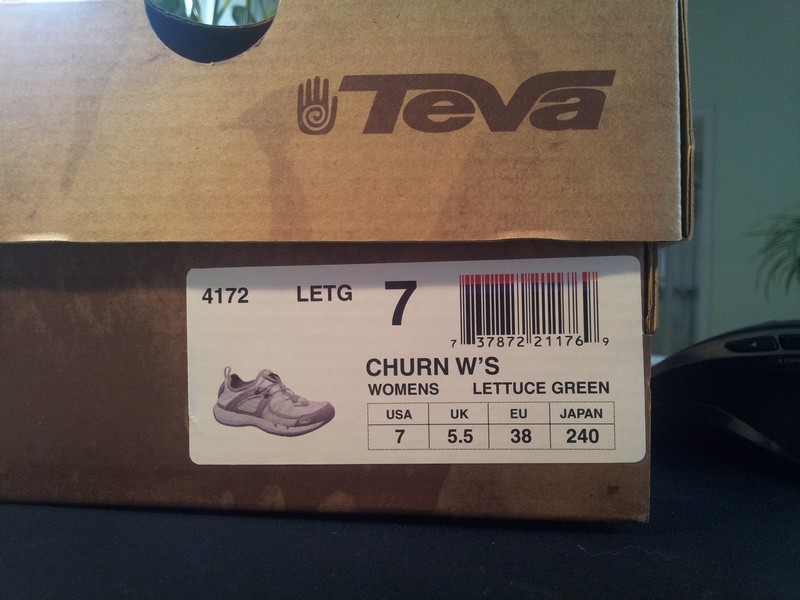 Teva
4172 LETG 7
7 37872 21176 9
CHURN W'S
WOMENS LETTUCE GREEN
USA UK EU JAPAN
7 5.5 38 240